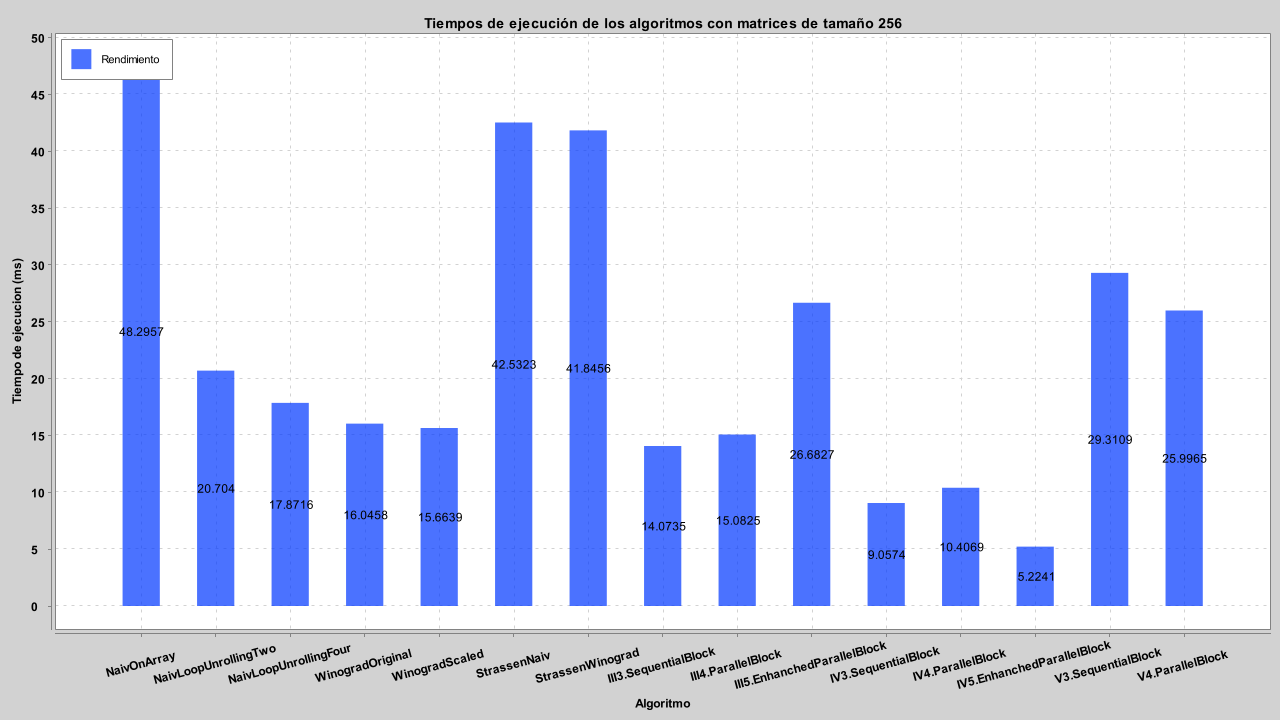 Tiempos de ejecución de los algoritmos con matrices de tamaño 256
Rendimiento
Tiempo de ejecucion (ms)
50
45
40
35
30
25
20
15
10
5
0
48.2957
20.704
17.8716
16.0458
15.6639
42.5323
41.8456
14.0735
15.0825
26.6827
9.0574
10.4069
5.2241
29.3109
25.9965
NaivOnArray
NaivLoopUnrollingTwo
NaivLoopUnrollingFour
WinogradOriginal
WinogradScaled
StrassenNaiv
StrassenWinograd
III3.SequentialBlock
III4.ParallelBlock
III5.EnhanchedParallelBlock
IV3.SequentialBlock
IV4.ParallelBlock
IV5.EnhanchedParallelBlock
V3.SequentialBlock
V4.ParallelBlock
Algoritmo